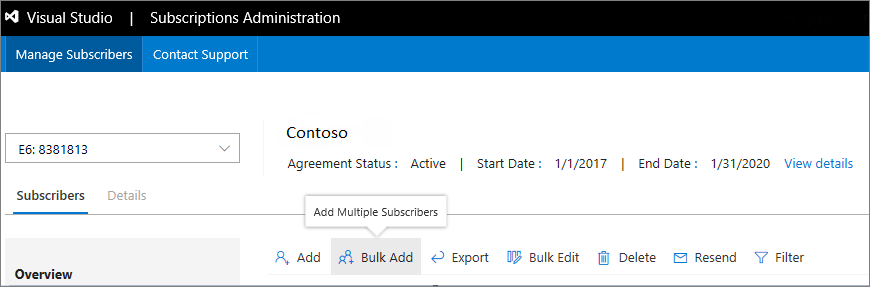 Visual Studio | Subscriptions Administration
Manage Subscribers Contact Support
Contoso
E6: 8381813
Agreement Status : Active | Start Date : 1/1/2017 | End Date : 1/31/2020 View details
Subscribers Details
Add Multiple Subscribers
Add Bulk Add Export Bulk Edit Delete Resend Filter
Overview